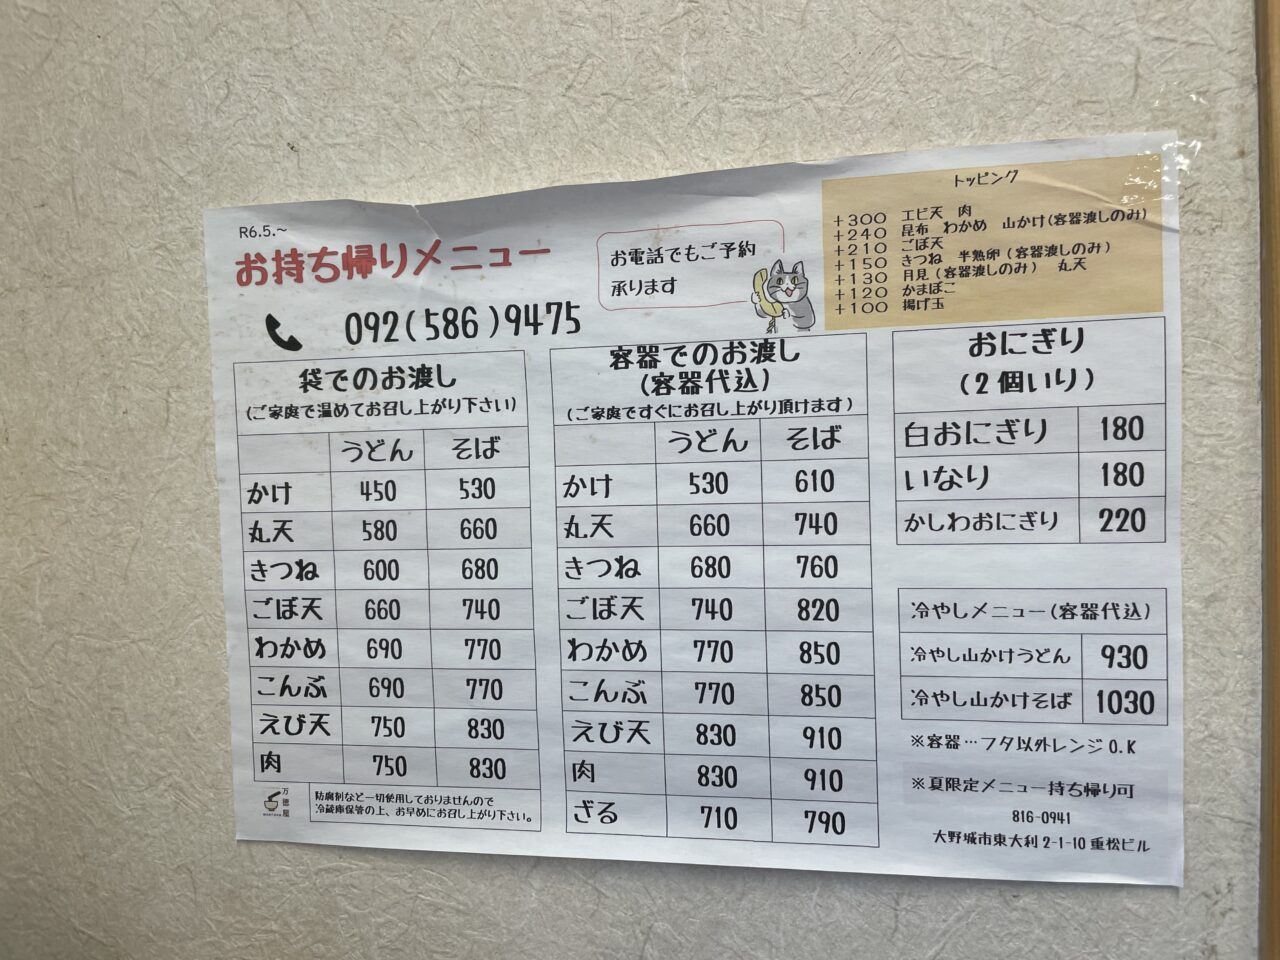 R6.5.~
お持ち帰りメニュー
092(586)9475
お電話でもご予約
承ります
トッピング
+300 エビ天 肉
+240 昆布 わかめ 山かけ(容器渡しのみ)
+210 ごぼ天
+150 きつね 半熟卵(容器渡しのみ)
+130 月見(容器渡しのみ) 丸天
+120 かまぼこ
+100 揚げ玉
袋でのお渡し
(ご家庭で温めてお召し上がり下さい)
うどん そば
かけ 450 530
丸天 580 660
きつね 600 680
ごぼ天 660 740
わかめ 690 770
こんぶ 690 770
えび天 750 830
肉 750 830
万徳屋
防腐剤など一切使用しておりませんので
冷蔵庫保管の上、お早めにお召し上がり下さい。
容器でのお渡し
(容器代込)
(ご家庭ですぐにお召し上がり頂けます)
うどん そば
かけ 530 610
丸天 660 740
きつね 680 760
ごぼ天 740 820
わかめ 770 850
こんぶ 770 850
えび天 830 910
肉 830 910
ざる 710 790
おにぎり
(2個いり)
白おにぎり 180
いなり 180
かしわおにぎり 220
冷やしメニュー(容器代込)
冷やし山かけうどん 930
冷やし山かけそば 1030
※容器…フタ以外レンジO.K
※夏限定メニュー持ち帰り可
816-0941
大野城市東大利2-1-10重松ビル